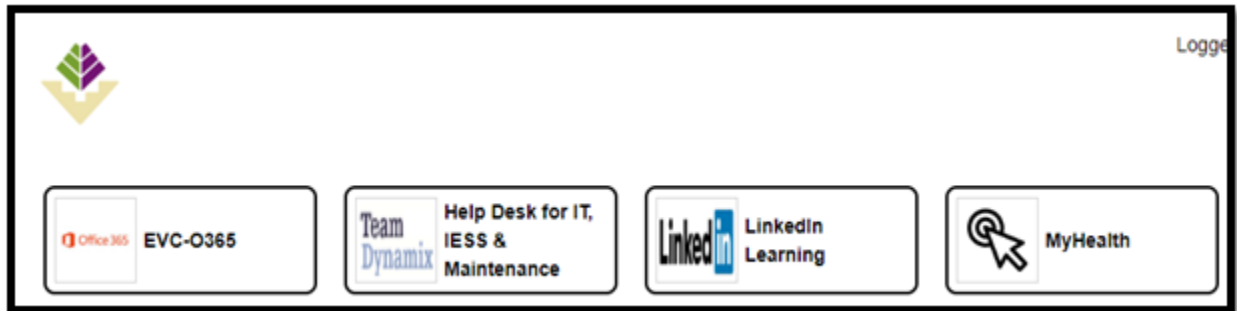 Logge
Office 365
EVC-O365
Team
Dynamix
Help Desk for IT,
IESS &
Maintenance
Linked in
LinkedIn
Learning
MyHealth